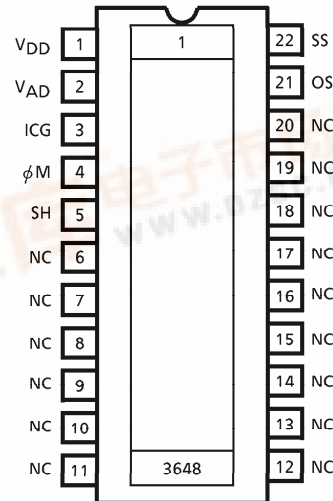 VDD 1 1 22 SS
VAD 2 21 OS
ICG 3 20 NC
φM 4 19 NC
SH 5 18 NC
NC 6 17 NC
NC 7 16 NC
NC 8 15 NC
NC 9 14 NC
NC 10 13 NC
NC 11 3648 12 NC